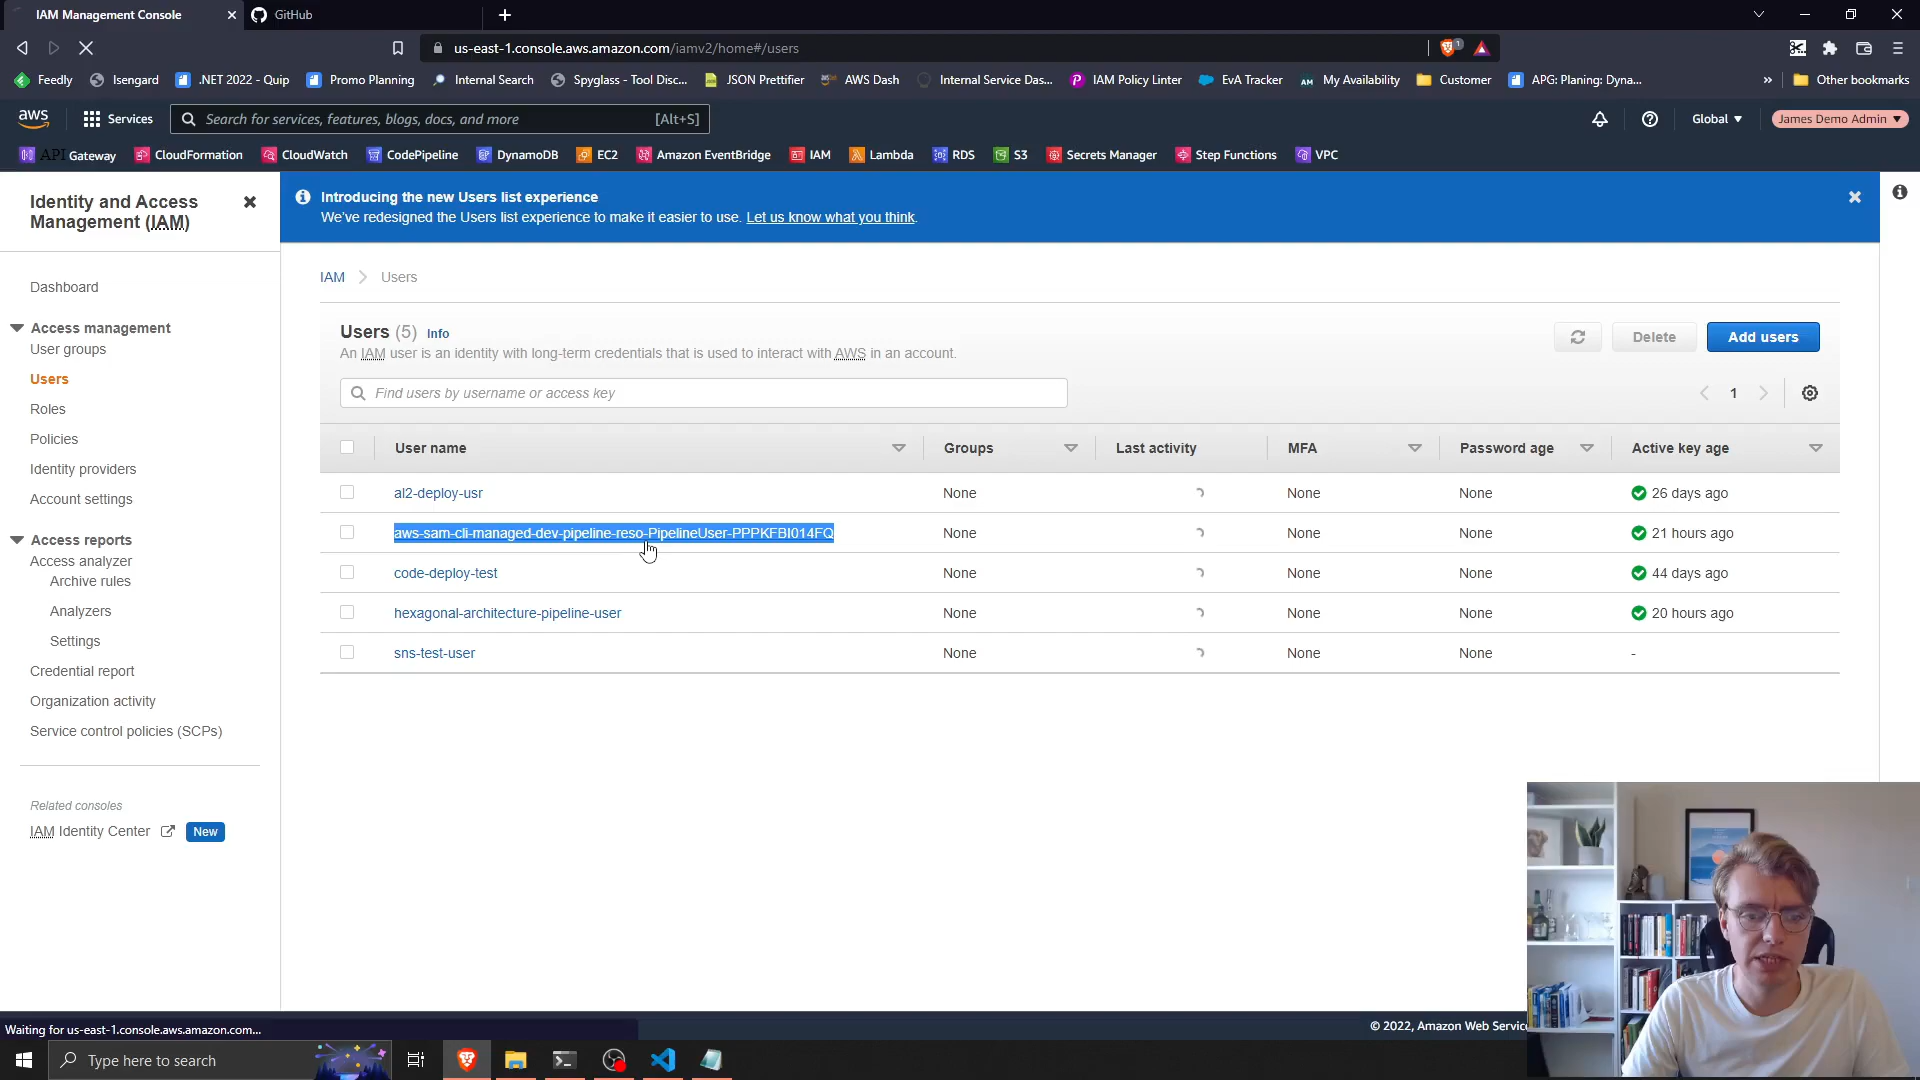 IAM Management Console
GitHub
us-east-1.console.aws.amazon.com/iamv2/home#/users
1
Feedly
Isengard
.NET 2022 - Quip
Promo Planning
Internal Search
Spyglass - Tool Disc...
JSON Prettifier
AWS Dash
Internal Service Das...
IAM Policy Linter
EvA Tracker
AM My Availability
Customer
APG: Planing: Dyna...
»
Other bookmarks
aws
Services
Search for services, features, blogs, docs, and more
[Alt+S]
Global
James Demo Admin
API Gateway
CloudFormation
CloudWatch
CodePipeline
DynamoDB
EC2
Amazon EventBridge
IAM
Lambda
RDS
S3
Secrets Manager
Step Functions
VPC
Identity and Access
Management (IAM)
Dashboard
Access management
User groups
Users
Roles
Policies
Identity providers
Account settings
Access reports
Access analyzer
Archive rules
Analyzers
Settings
Credential report
Organization activity
Service control policies (SCPs)
Related consoles
IAM Identity Center
New
Introducing the new Users list experience
We've redesigned the Users list experience to make it easier to use. Let us know what you think.
IAM
Users
Users (5) Info
An IAM user is an identity with long-term credentials that is used to interact with AWS in an account.
Delete
Add users
Find users by username or access key
1
User name
Groups
Last activity
MFA
Password age
Active key age
al2-deploy-usr
None
None
None
26 days ago
aws-sam-cli-managed-dev-pipeline-reso-PipelineUser-PPPKFBI014FQ
None
None
None
21 hours ago
code-deploy-test
None
None
None
44 days ago
hexagonal-architecture-pipeline-user
None
None
None
20 hours ago
sns-test-user
None
None
None
-
Waiting for us-east-1.console.aws.amazon.com...
© 2022, Amazon Web Servic
Type here to search